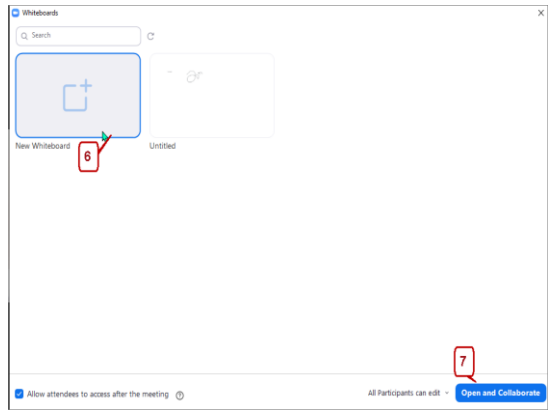 Whiteboards
Search
New Whiteboard
Untitled
6
7
Allow attendees to access after the meeting
All Participants can edit
Open and Collaborate